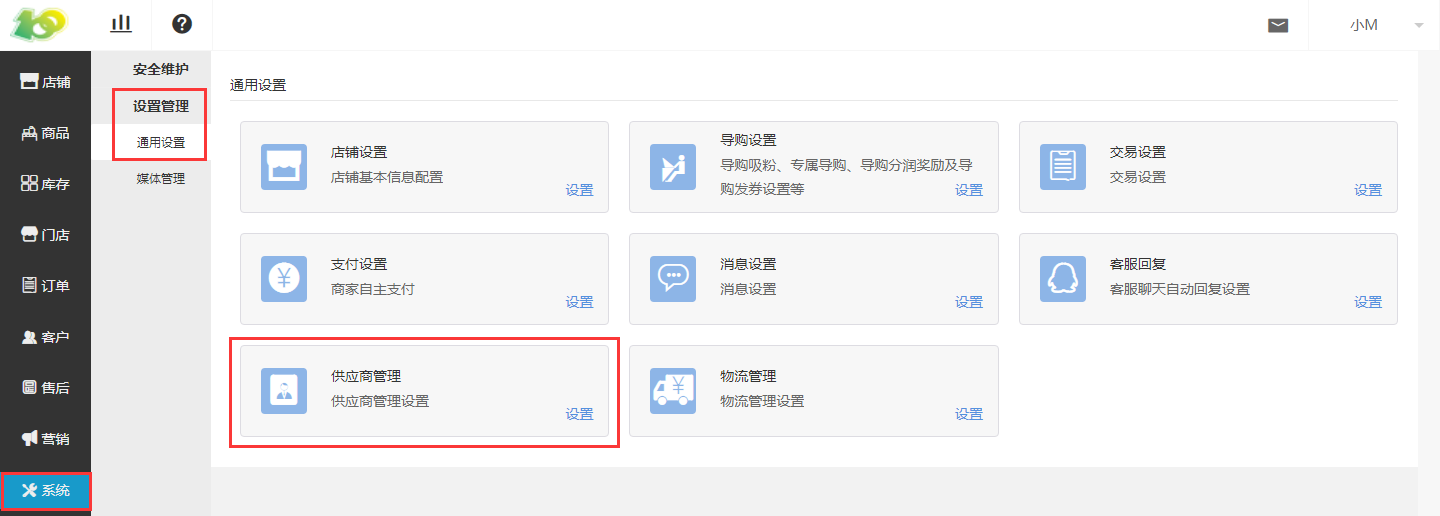 小M
店铺
商品
库存
门店
订单
客户
售后
营销
系统
安全维护
设置管理
通用设置
媒体管理
通用设置
店铺设置
店铺基本信息配置
设置
导购设置
导购吸粉、专属导购、导购分润奖励及导
购发券设置等
设置
交易设置
交易设置
设置
支付设置
商家自主支付
设置
消息设置
消息设置
设置
客服回复
客服聊天自动回复设置
设置
供应商管理
供应商管理设置
设置
物流管理
物流管理设置
设置